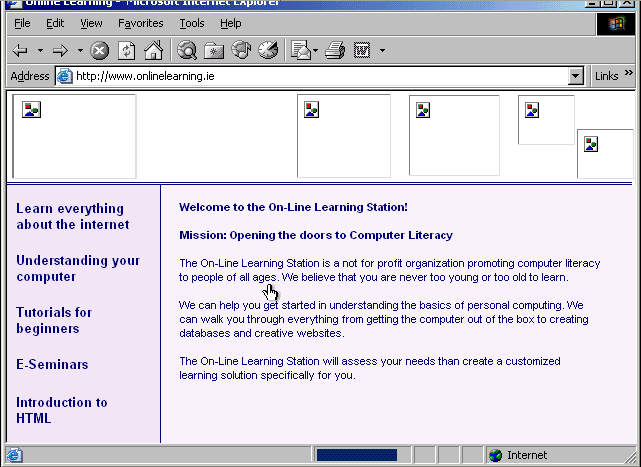 Online Learning - Microsoft Internet Explorer
File Edit View Favorites Tools Help
Address http://www.onlinelearning.ie Links »
Learn everything
about the internet
Understanding your
computer
Tutorials for
beginners
E-Seminars
Introduction to
HTML
Welcome to the On-Line Learning Station!
Mission: Opening the doors to Computer Literacy
The On-Line Learning Station is a not for profit organization promoting computer literacy
to people of all ages. We believe that you are never too young or too old to learn.
We can help you get started in understanding the basics of personal computing. We
can walk you through everything from getting the computer out of the box to creating
databases and creative websites.
The On-Line Learning Station will assess your needs than create a customized
learning solution specifically for you.
Internet